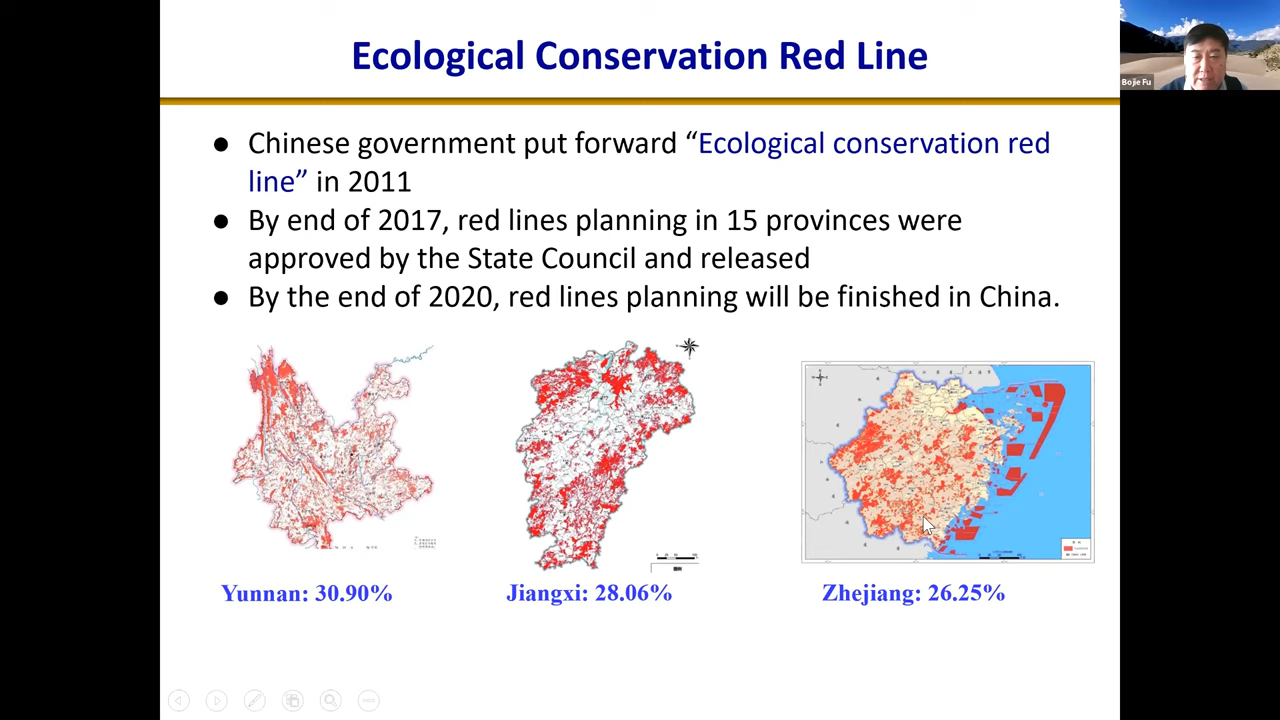 Ecological Conservation Red Line
Bojie Fu
● Chinese government put forward “Ecological conservation red
line” in 2011
● By end of 2017, red lines planning in 15 provinces were
approved by the State Council and released
● By the end of 2020, red lines planning will be finished in China.
Yunnan: 30.90%
Jiangxi: 28.06%
Zhejiang: 26.25%